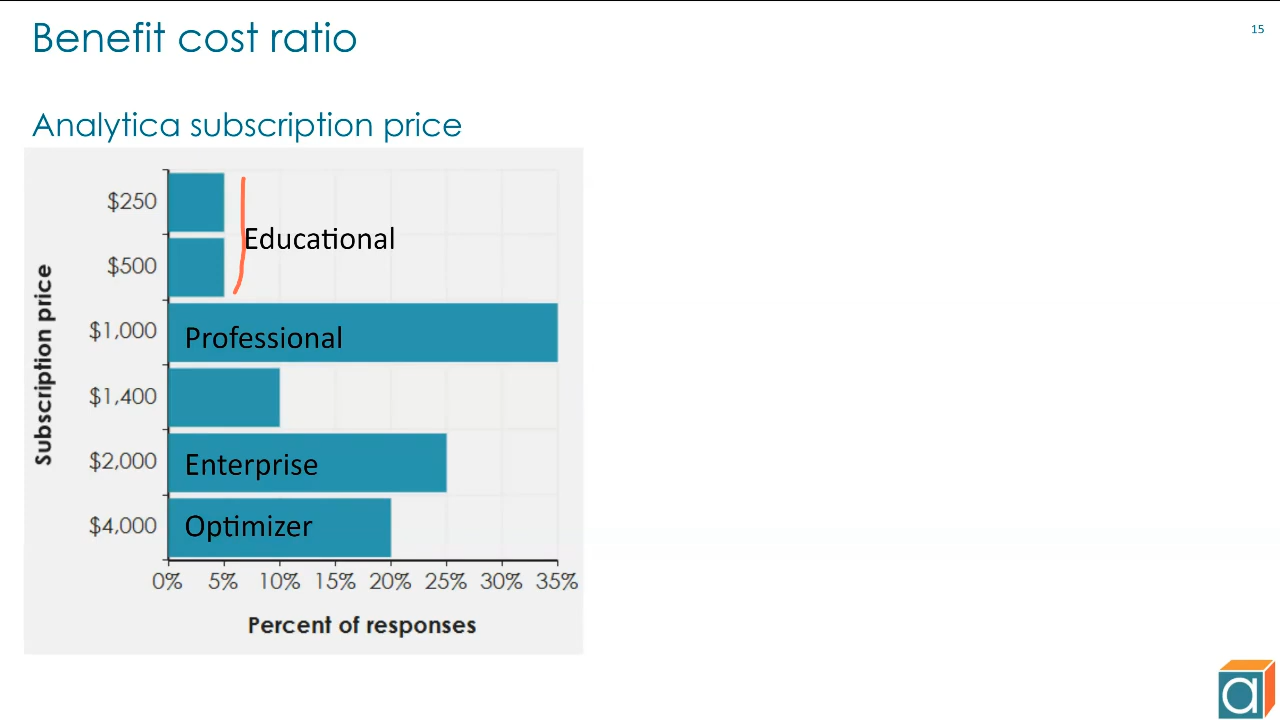 Benefit cost ratio
15
Analytica subscription price
Subscription price
$250
Educational
$500
$1,000
Professional
$1,400
$2,000
Enterprise
$4,000
Optimizer
0% 5% 10% 15% 20% 25% 30% 35%
Percent of responses
a